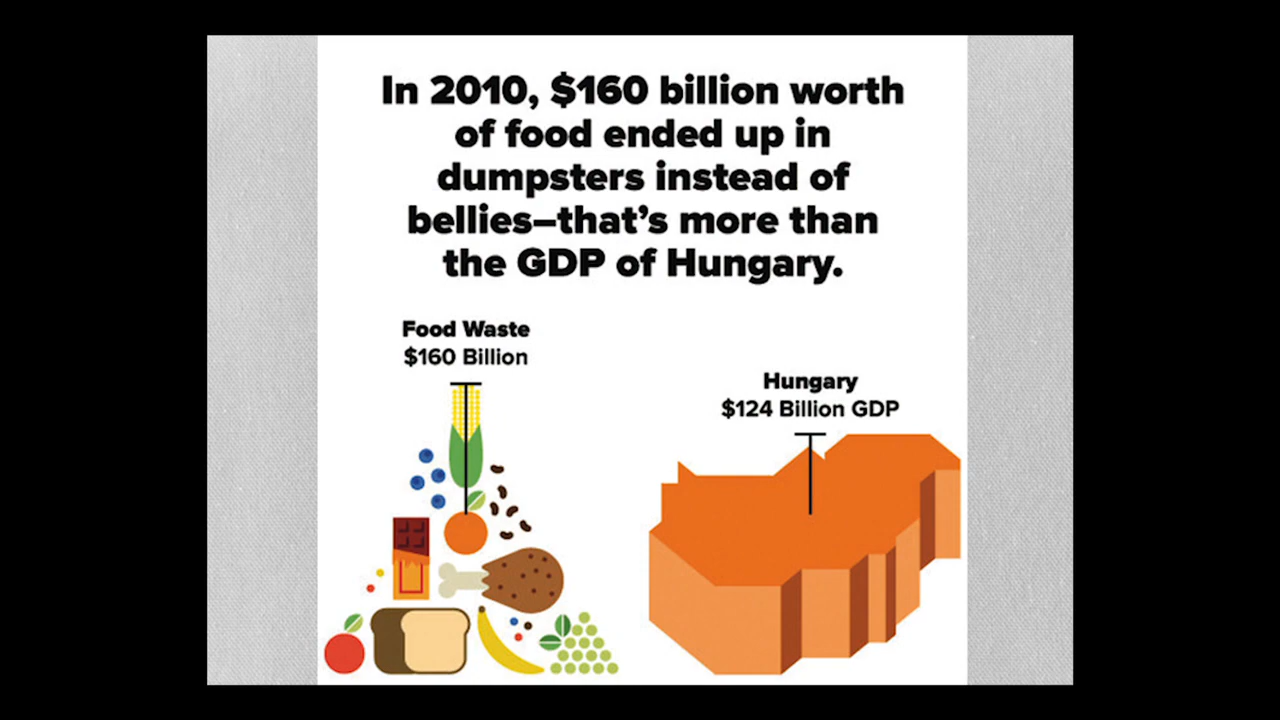 In 2010, $160 billion worth
of food ended up in
dumpsters instead of
bellies–that's more than
the GDP of Hungary.
Food Waste
$160 Billion
Hungary
$124 Billion GDP